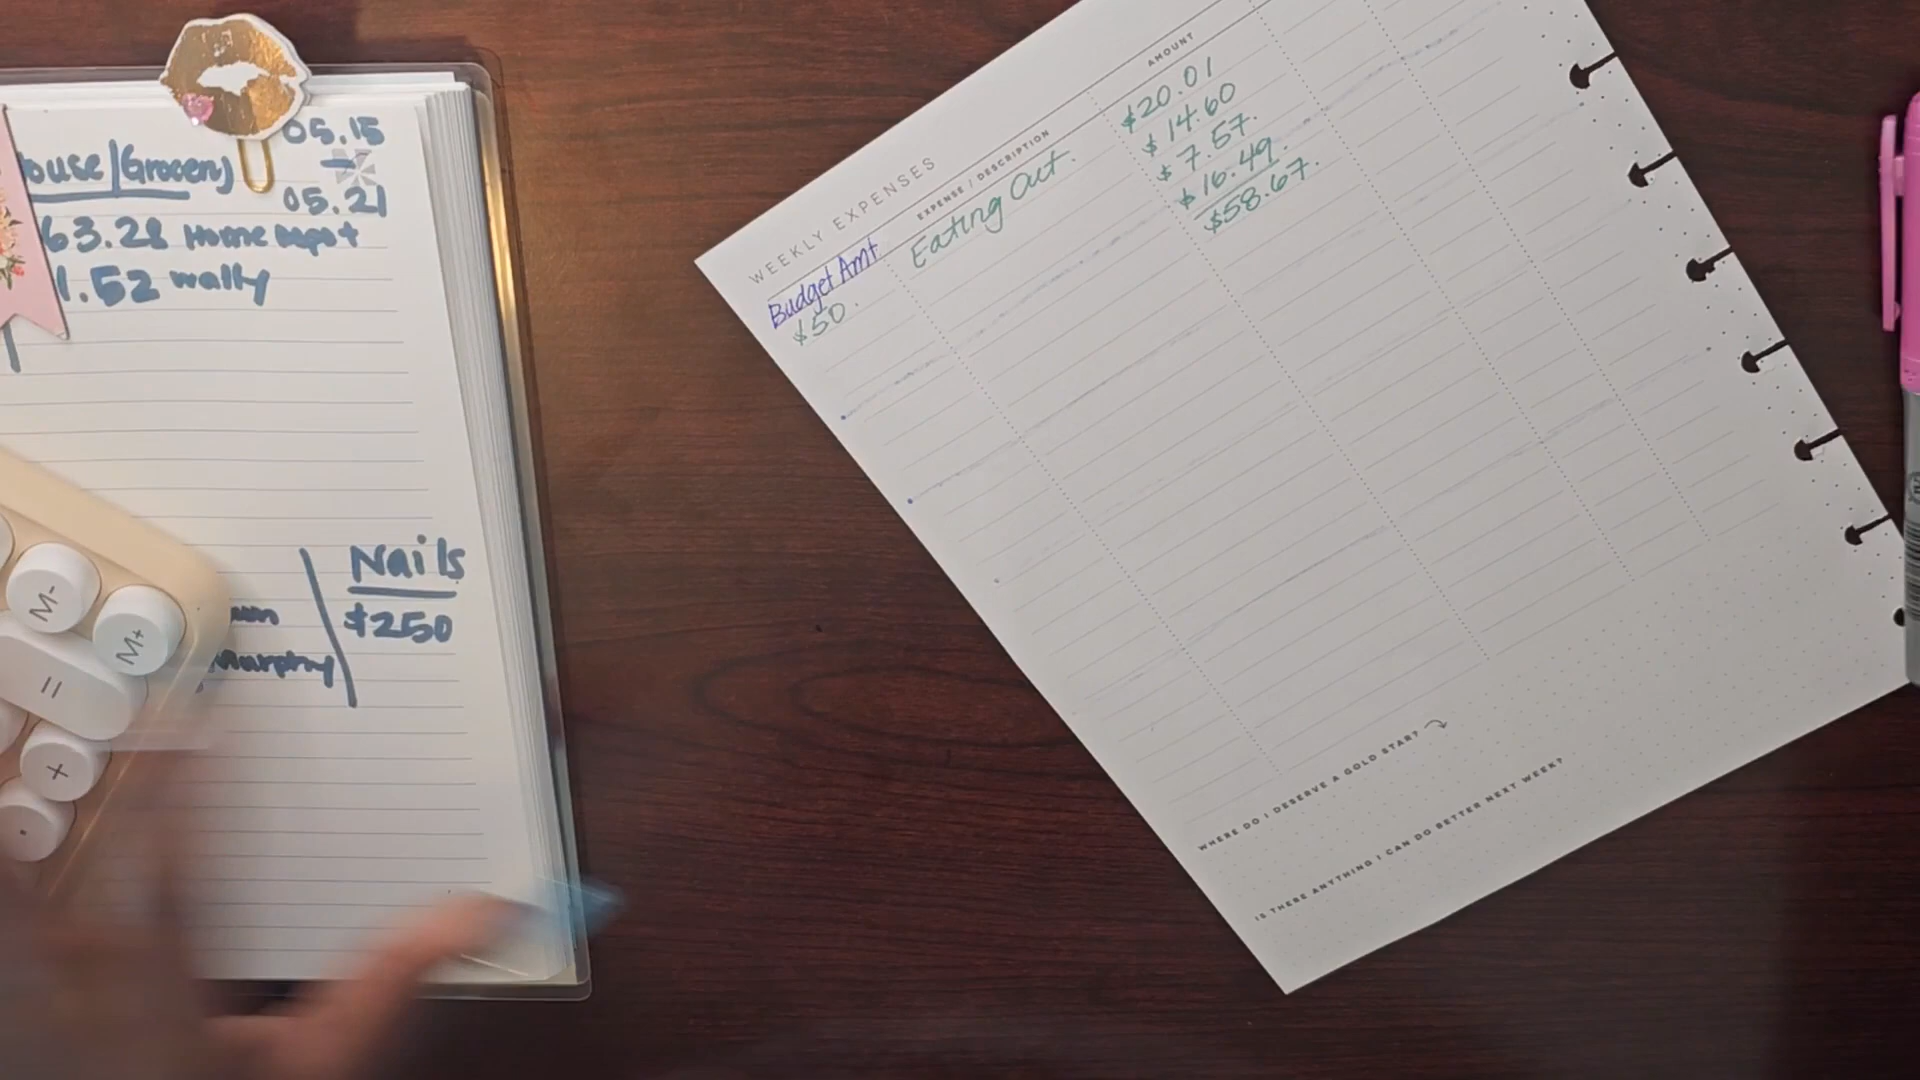 ouse/Grocery
05.15
-
05.21
63.28 Home Depot
1.52 wally
Nails
$250
Murphy
M-
M+
=
+
.
WEEKLY EXPENSES
EXPENSE / DESCRIPTION
AMOUNT
Budget Amt
$50.
Eating Out.
$20.01
$14.60
$7.57.
$16.49.
$58.67.
WHERE DO I DESERVE A GOLD STAR?
IS THERE ANYTHING I CAN DO BETTER NEXT WEEK?